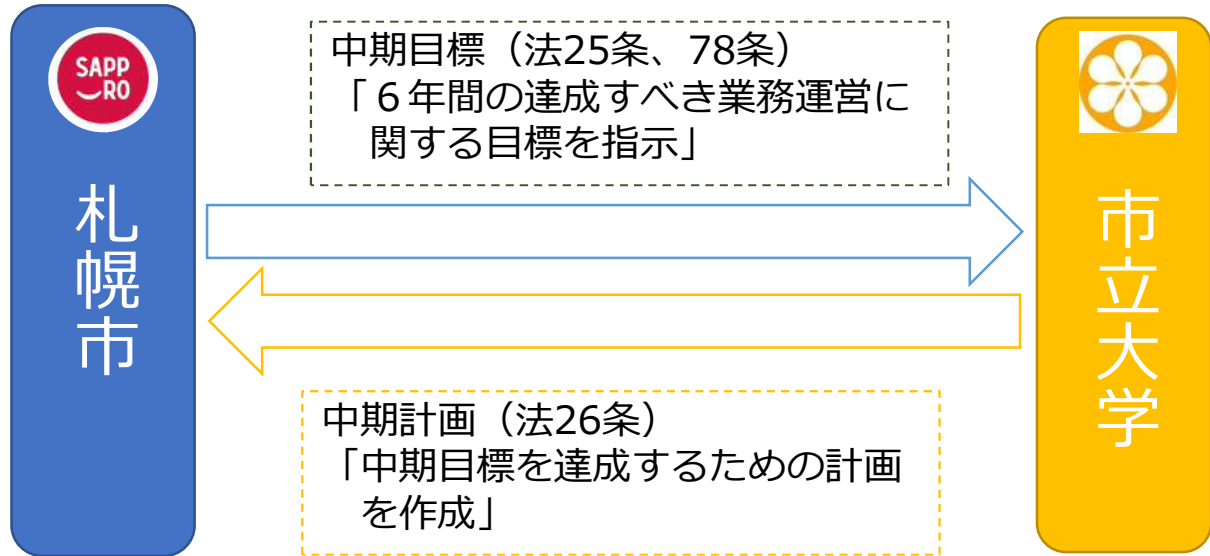 SAPP
RO
札幌市
中期目標（法25条、78条）
「６年間の達成すべき業務運営に
関する目標を指示」
市立大学
中期計画（法26条）
「中期目標を達成するための計画
を作成」